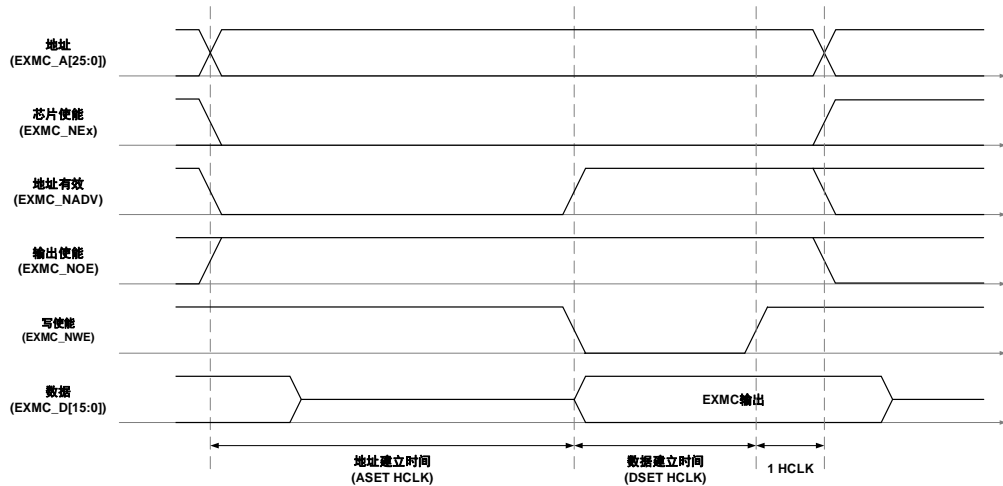 地址
(EXMC_A[25:0])
芯片使能
(EXMC_NEx)
地址有效
(EXMC_NADV)
输出使能
(EXMC_NOE)
写使能
(EXMC_NWE)
数据
(EXMC_D[15:0])
EXMC输出
地址建立时间
(ASET HCLK)
数据建立时间
(DSET HCLK)
1 HCLK